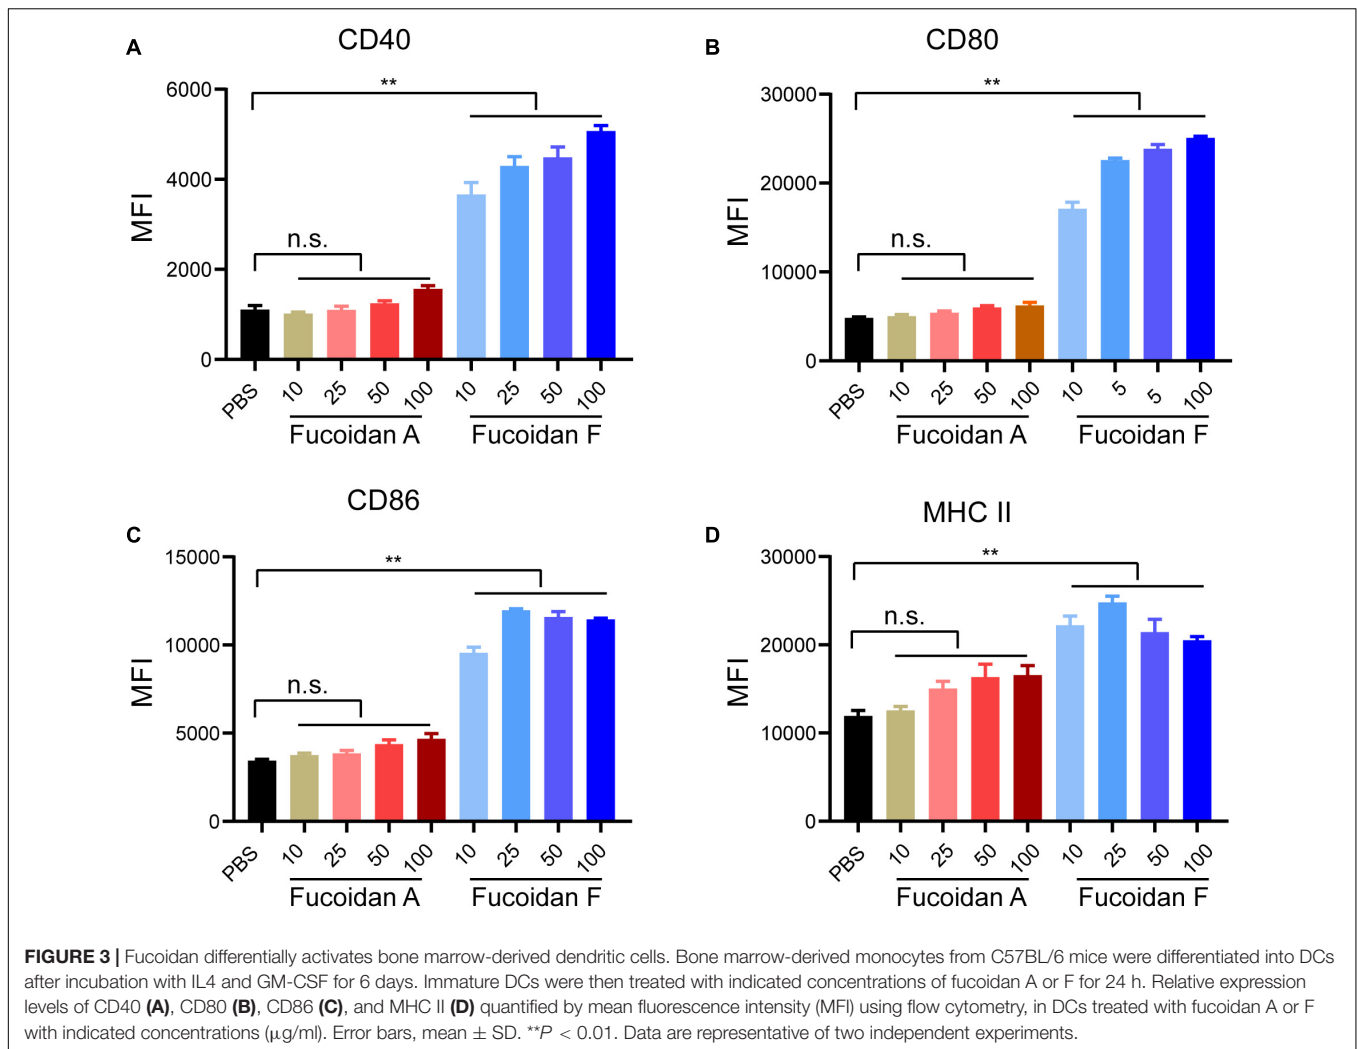 A
CD40
MFI
6000
4000
2000
0
**
n.s.
PBS 10 25 50 100 10 25 50 100
Fucoidan A Fucoidan F
B
CD80
MFI
30000
20000
10000
0
**
n.s.
PBS 10 25 50 100 10 5 5 100
Fucoidan A Fucoidan F
C
CD86
MFI
15000
10000
5000
0
**
n.s.
PBS 10 25 50 100 10 25 50 100
Fucoidan A Fucoidan F
D
MHC II
MFI
30000
20000
10000
0
**
n.s.
PBS 10 25 50 100 10 25 50 100
Fucoidan A Fucoidan F
FIGURE 3 | Fucoidan differentially activates bone marrow-derived dendritic cells. Bone marrow-derived monocytes from C57BL/6 mice were differentiated into DCs
after incubation with IL4 and GM-CSF for 6 days. Immature DCs were then treated with indicated concentrations of fucoidan A or F for 24 h. Relative expression
levels of CD40 (A), CD80 (B), CD86 (C), and MHC II (D) quantified by mean fluorescence intensity (MFI) using flow cytometry, in DCs treated with fucoidan A or F
with indicated concentrations (μg/ml). Error bars, mean ± SD. **P < 0.01. Data are representative of two independent experiments.